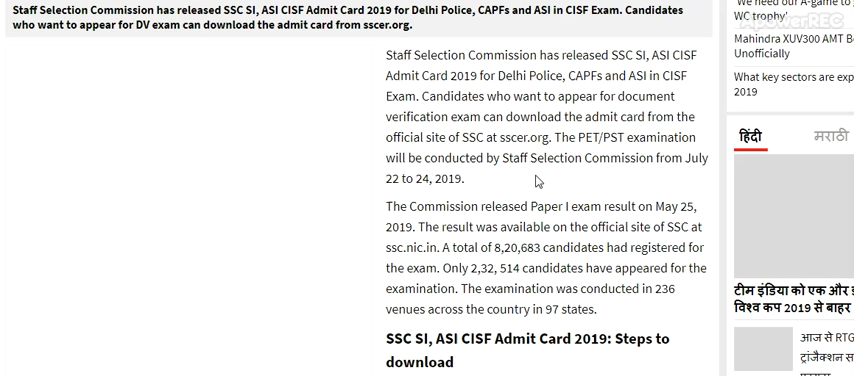 Staff Selection Commission has released SSC SI, ASI CISF Admit Card 2019 for Delhi Police, CAPFs and ASI in CISF Exam. Candidates
who want to appear for DV exam can download the admit card from sscer.org.
Staff Selection Commission has released SSC SI, ASI CISF
Admit Card 2019 for Delhi Police, CAPFs and ASI in CISF
Exam. Candidates who want to appear for document
verification exam can download the admit card from the
official site of SSC at sscer.org. The PET/PST examination
will be conducted by Staff Selection Commission from July
22 to 24, 2019.
The Commission released Paper I exam result on May 25,
2019. The result was available on the official site of SSC at
ssc.nic.in. A total of 8,20,683 candidates had registered for
the exam. Only 2,32, 514 candidates have appeared for the
examination. The examination was conducted in 236
venues across the country in 97 states.
SSC SI, ASI CISF Admit Card 2019: Steps to
download
'We need our A-game to
WC trophy'
ApowerREC
Mahindra XUV300 AMT
Unofficially
What key sectors are exp
2019
हिंदी
मराठी
टीम इंडिया को एक और
विश्व कप 2019 से बाहर
आज से RTG
ट्रांजैक्शन स